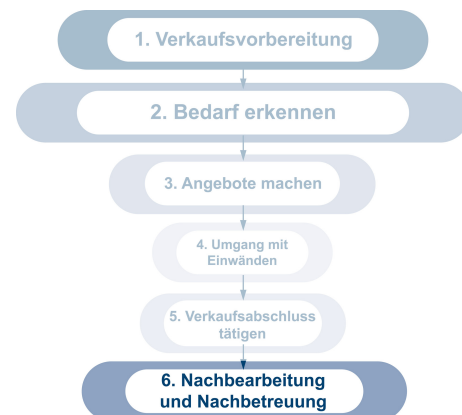 1. Verkaufsvorbereitung
2. Bedarf erkennen
3. Angebote machen
4. Umgang mit
Einwänden
5. Verkaufsabschluss
tätigen
6. Nachbearbeitung
und Nachbetreuung